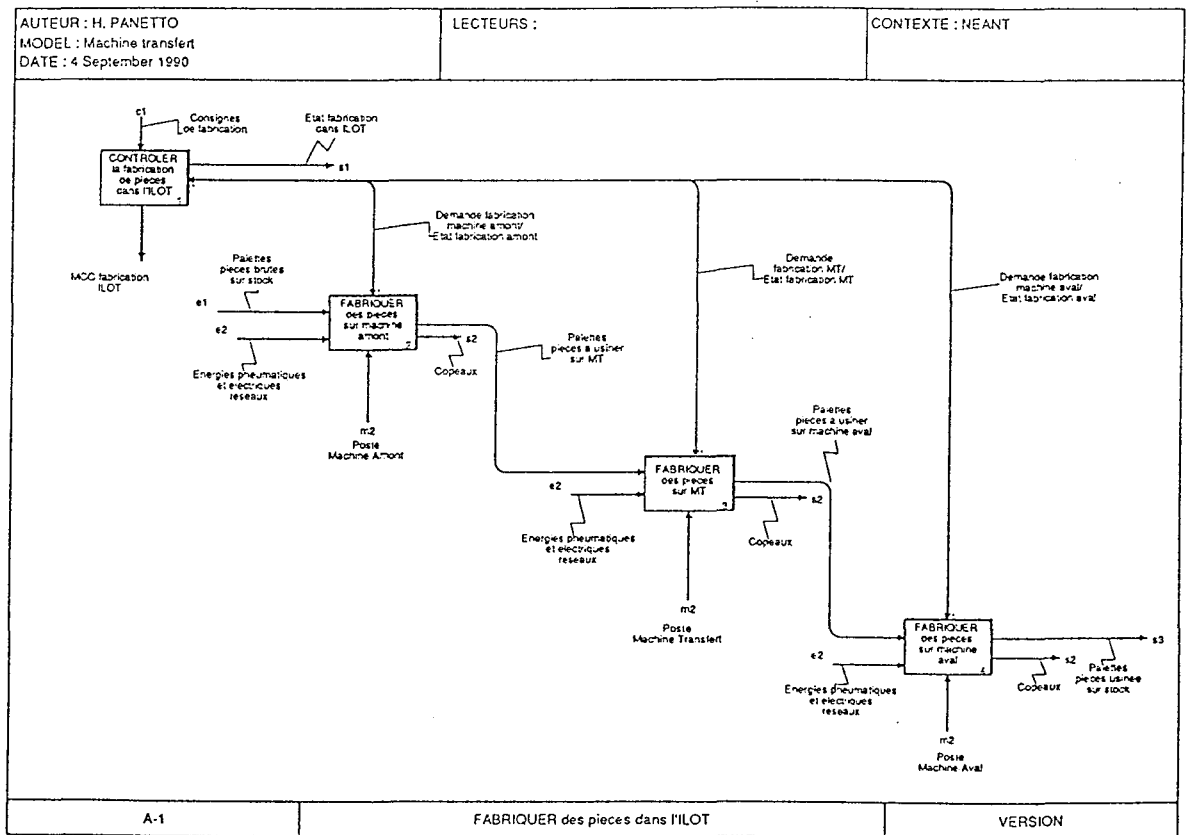 AUTEUR : H. PANETTO
MODEL : Machine transfert
DATE : 4 September 1990
LECTEURS :
CONTEXTE : NEANT
c1
Consignes
de fabrication
Etat fabrication
dans ILOT
CONTROLER
la fabrication
de pieces
dans l'ILOT
1
s1
MCC fabrication
ILOT
Demande fabrication
machine amont/
Etat fabrication amont
Demande
fabrication MT/
Etat fabrication MT
Demande fabrication
machine aval/
Etat fabrication aval
Palettes
pieces brutes
sur stock
e1
e2
FABRIQUER
des pieces
sur machine
amont
2
s2
Copeaux
Energies pneumatiques
et electriques
reseaux
m2
Poste
Machine Amont
Palettes
pieces a usiner
sur MT
Palettes
pieces a usiner
sur machine aval
e2
FABRIQUER
des pieces
sur MT
3
s2
Copeaux
Energies pneumatiques
et electriques
reseaux
m2
Poste
Machine Transfert
e2
FABRIQUER
des pieces
sur machine
aval
4
s3
s2
Copeaux
Palettes
pieces usinee
sur stock
Energies pneumatiques
et electriques
reseaux
m2
Poste
Machine Aval
A-1
FABRIQUER des pieces dans l'ILOT
VERSION